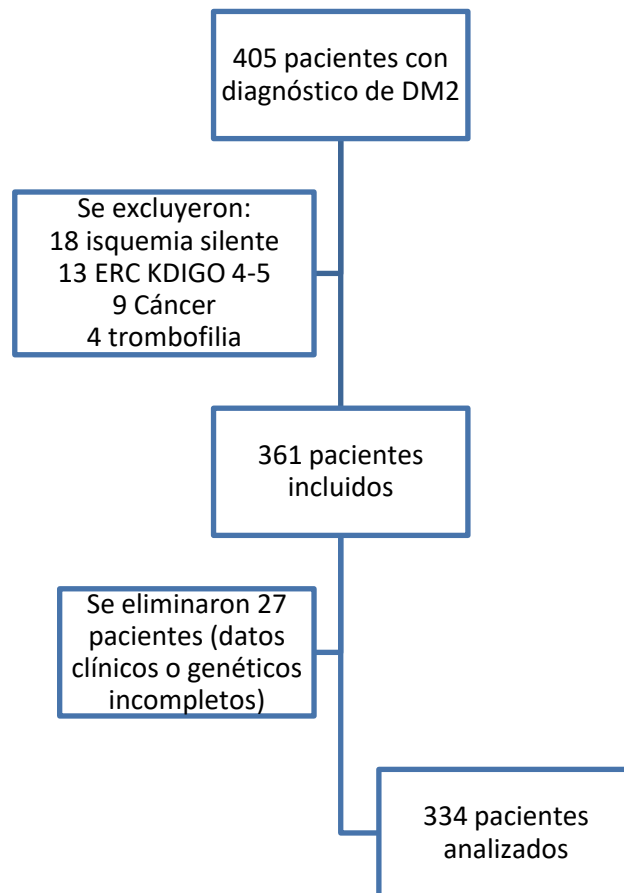 405 pacientes con
diagnóstico de DM2
Se excluyeron:
18 isquemia silente
13 ERC KDIGO 4-5
9 Cáncer
4 trombofilia
361 pacientes
incluidos
Se eliminaron 27
pacientes (datos
clínicos o genéticos
incompletos)
334 pacientes
analizados